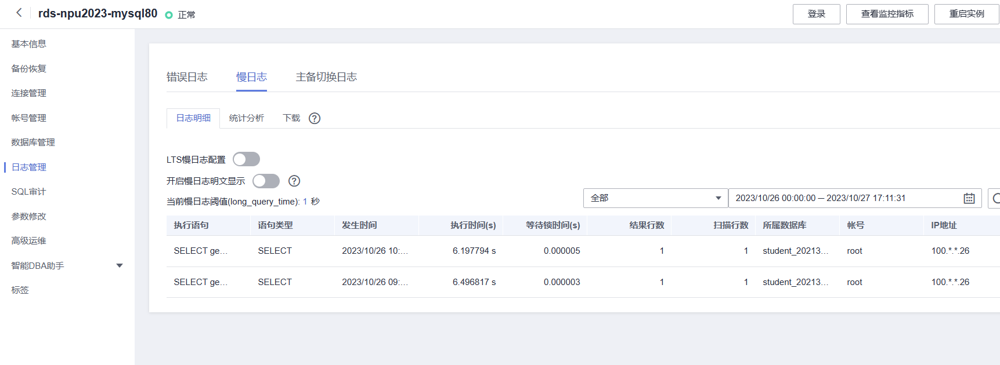 rds-npu2023-mysql80 正常
登录 查看监控指标 重启实例
基本信息
备份恢复
连接管理
帐号管理
数据库管理
日志管理
SQL审计
参数修改
高级运维
智能DBA助手
标签
错误日志 慢日志 主备切换日志
日志明细 统计分析 下载 ?
LTS慢日志配置
开启慢日志明文显示 ?
当前慢日志阈值(long_query_time): 1 秒
全部 2023/10/26 00:00:00 — 2023/10/27 17:11:31
执行语句 语句类型 发生时间 执行时间(s) 等待锁时间(s) 结果行数 扫描行数 所属数据库 帐号 IP地址
SELECT ge... SELECT 2023/10/26 10:... 6.197794 s 0.000005 1 1 student_20213... root 100.*.*.26
SELECT ge... SELECT 2023/10/26 09:... 6.496817 s 0.000003 1 1 student_20213... root 100.*.*.26